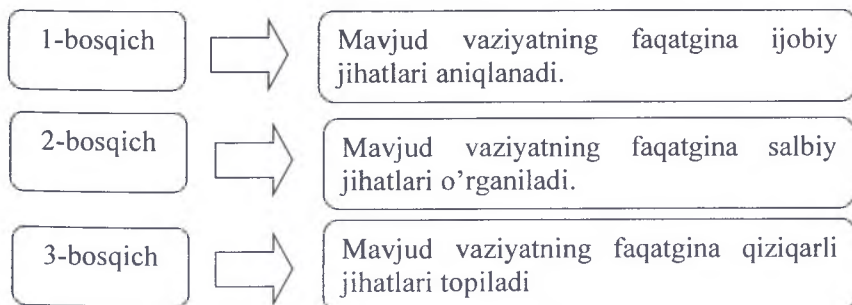 1-bosqich
Mavjud vaziyatning faqatgina ijobiy
jihatlari aniqlanadi.
2-bosqich
Mavjud vaziyatning faqatgina salbiy
jihatlari o’rganiladi.
3-bosqich
Mavjud vaziyatning faqatgina qiziqarli
jihatlari topiladi